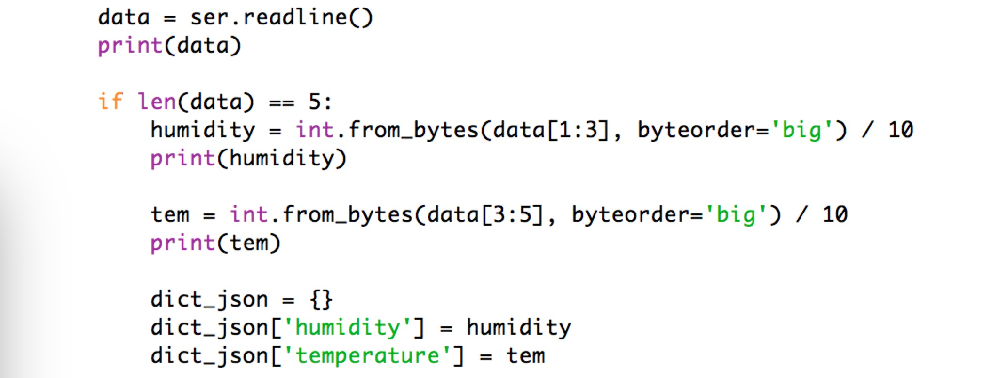 data = ser.readline()
print(data)
if len(data) == 5:
humidity = int.from_bytes(data[1:3], byteorder='big') / 10
print(humidity)
tem = int.from_bytes(data[3:5], byteorder='big') / 10
print(tem)
dict_json = {}
dict_json['humidity'] = humidity
dict_json['temperature'] = tem